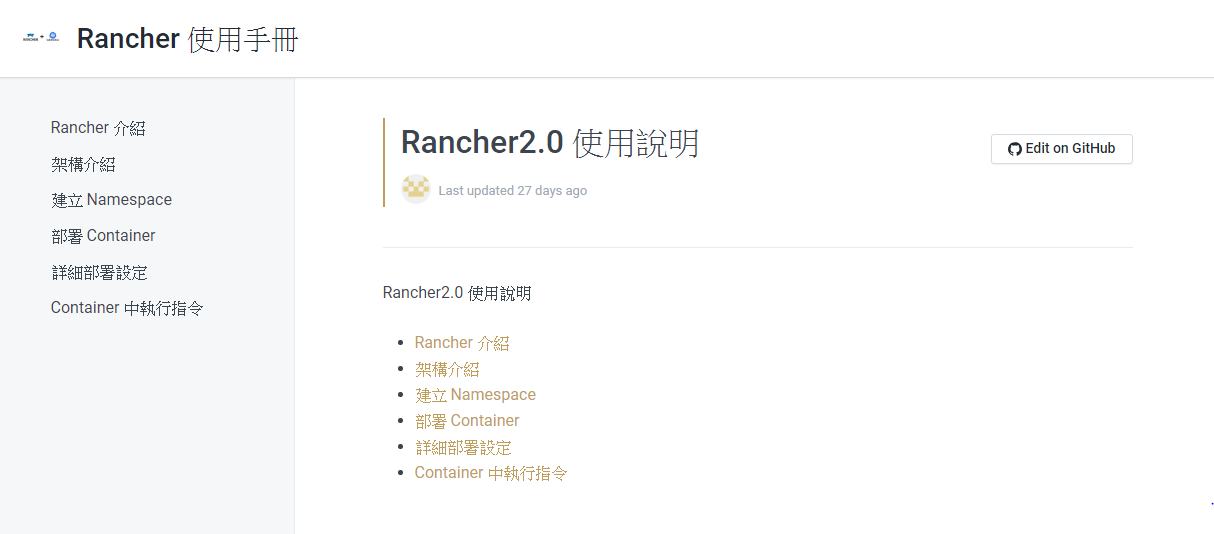 Rancher 使用手冊
Rancher 介紹
架構介紹
建立 Namespace
部署 Container
詳細部署設定
Container 中執行指令
Rancher2.0 使用說明
Edit on GitHub
Last updated 27 days ago
Rancher2.0 使用說明
Rancher 介紹
架構介紹
建立 Namespace
部署 Container
詳細部署設定
Container 中執行指令